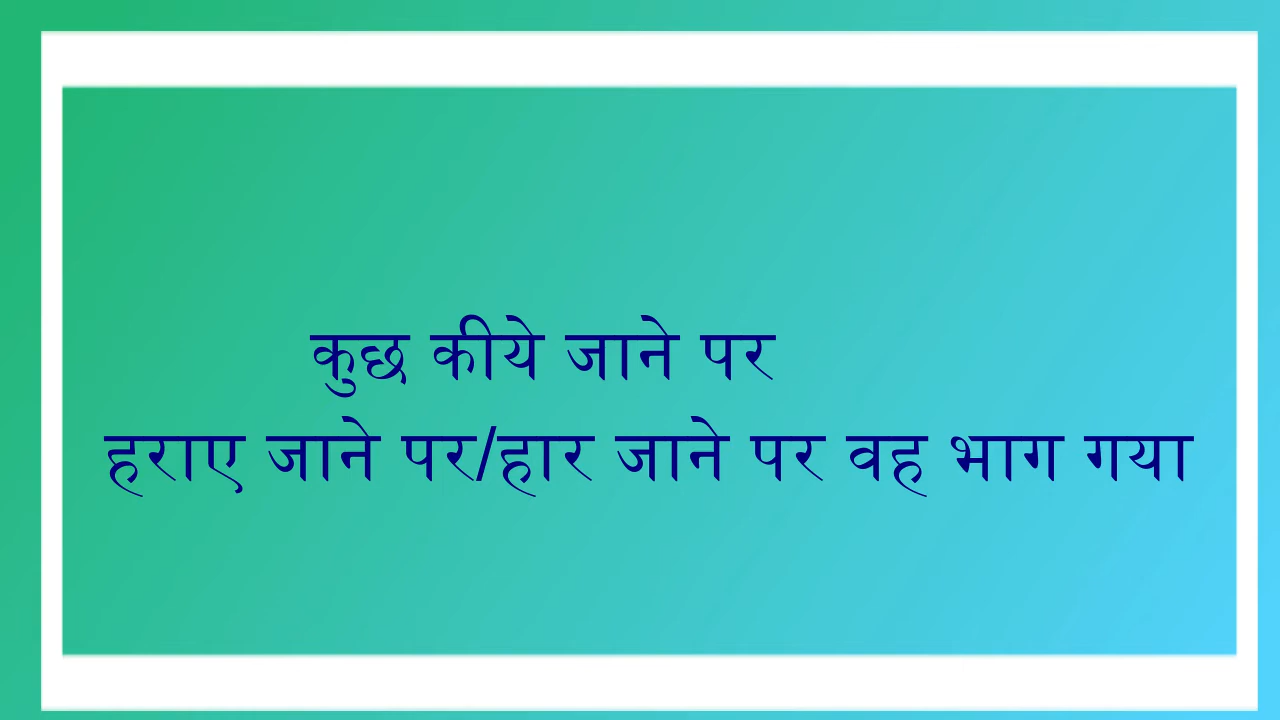 कुछ कीये जाने पर
हराए जाने पर/हार जाने पर वह भाग गया